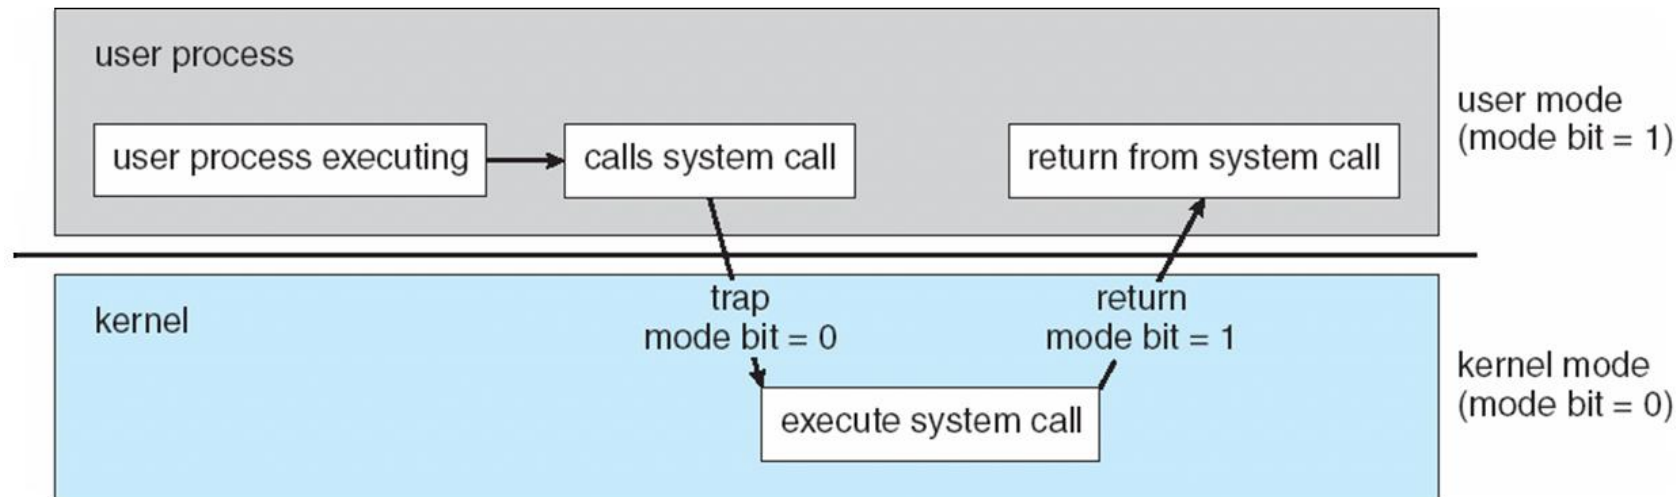 user process
user process executing
calls system call
return from system call
user mode
(mode bit = 1)
kernel
trap
mode bit = 0
return
mode bit = 1
execute system call
kernel mode
(mode bit = 0)